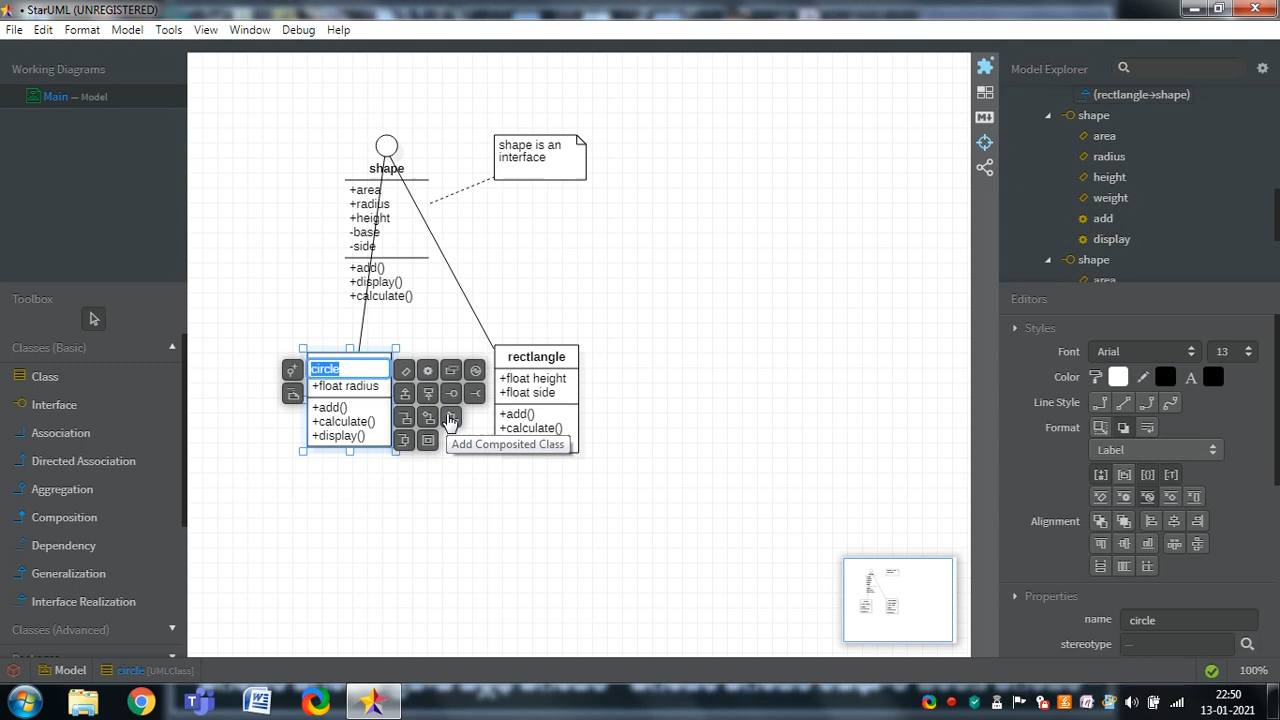 • StarUML (UNREGISTERED)
File Edit Format Model Tools View Window Debug Help
Working Diagrams
Main — Model
Toolbox
Classes (Basic)
Class
Interface
Association
Directed Association
Aggregation
Composition
Dependency
Generalization
Interface Realization
Classes (Advanced)
shape
+area
+radius
+height
-base
-side
+add()
+display()
+calculate()
shape is an
interface
circle
+float radius
+add()
+calculate()
+display()
rectlangle
+float height
+float side
+add()
+calculate()
Add Composited Class
Model Explorer
(rectlangle→shape)
shape
area
radius
height
weight
add
display
shape
area
Editors
Styles
Font Arial 13
Color
Line Style
Format
Label
Alignment
Properties
name circle
stereotype —
Model circle [UMLClass]
100%
22:50
13-01-2021